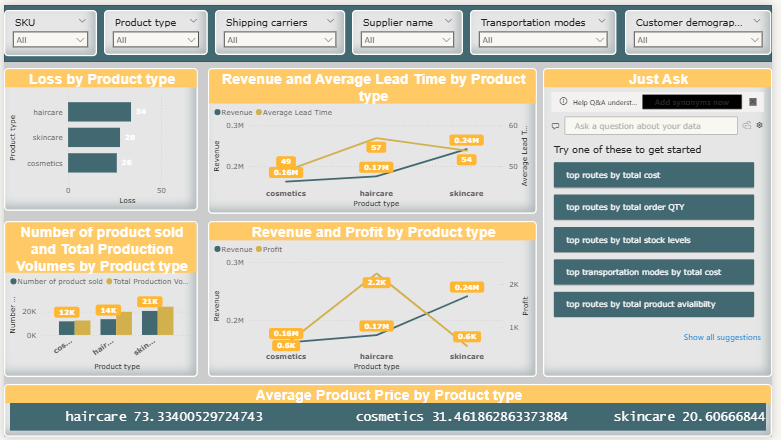 SKU
Product type
Shipping carriers
Supplier name
Transportation modes
Customer demograp...
All
All
All
All
All
All
Loss by Product type
Product type
haircare
34
skincare
28
cosmetics
26
0
50
Loss
Revenue and Average Lead Time by Product
type
Revenue
Average Lead Time
0.3M
0.2M
60
50
Revenue
Average Lead T...
49
0.16M
57
0.17M
0.24M
54
cosmetics
haircare
skincare
Product type
Just Ask
Help Q&A underst...
Add synonyms now
Ask a question about your data
Try one of these to get started
top routes by total cost
top routes by total order QTY
top routes by total stock levels
top transportation modes by total cost
top routes by total product avialibilty
Show all suggestions
Number of product sold
and Total Production
Volumes by Product type
Number of product sold
Total Production Vo...
Number ...
20K
0K
12K
14K
21K
cos...
hair...
skin...
Product type
Revenue and Profit by Product type
Revenue
Profit
0.3M
0.2M
2K
1K
Revenue
Profit
0.16M
0.6K
2.2K
0.17M
0.24M
0.6K
cosmetics
haircare
skincare
Product type
Average Product Price by Product type
haircare 73.33400529724743
cosmetics 31.461862863373884
skincare 20.60666844